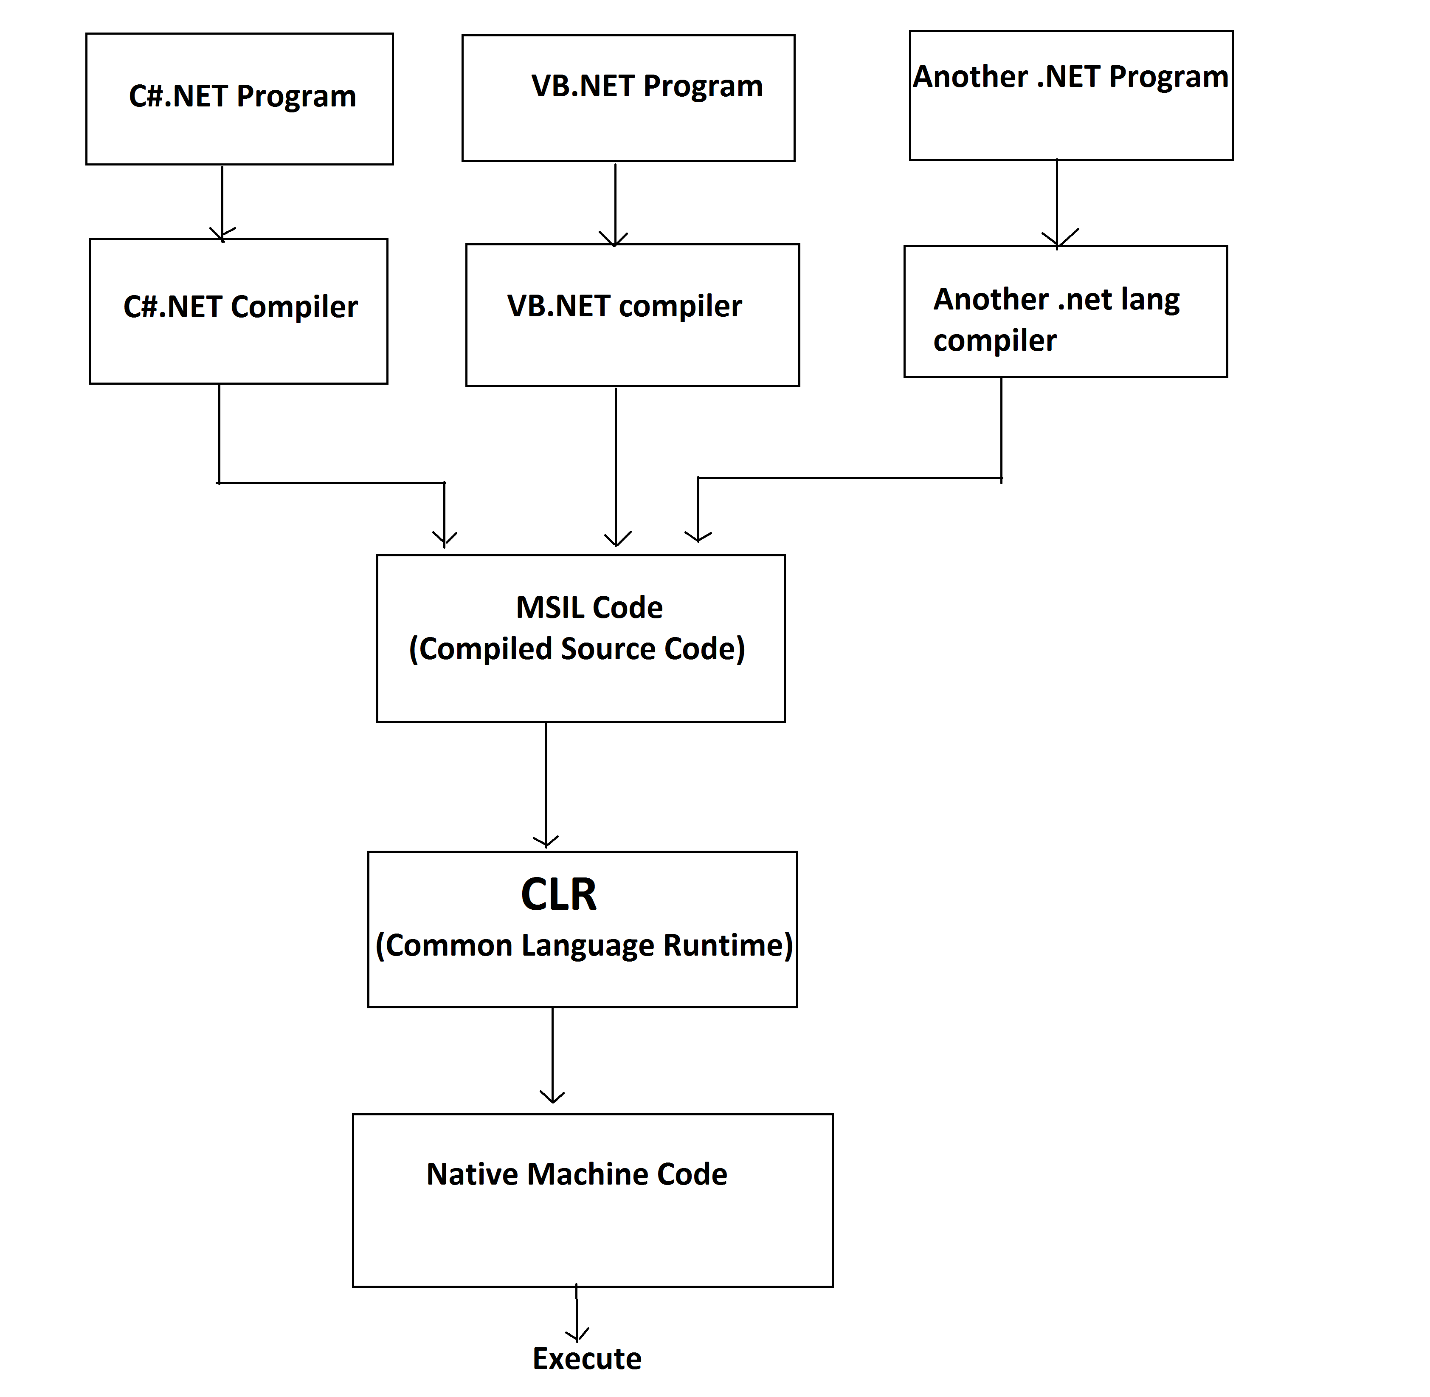 C#.NET Program
VB.NET Program
Another .NET Program
C#.NET Compiler
VB.NET compiler
Another .net lang
compiler
MSIL Code
(Compiled Source Code)
CLR
(Common Language Runtime)
Native Machine Code
Execute